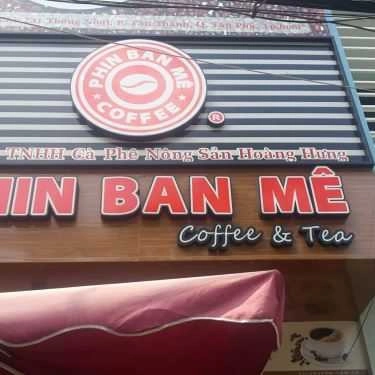 Thống Nhất, P. Tân Thành, Q. Tân Phú, Tp.hcm
PHIN BAN MÊ
COFFEE
®
TNHH Cà Phê Nông Sản Hoàng Hưng
HIN BAN MÊ
Coffee & Tea